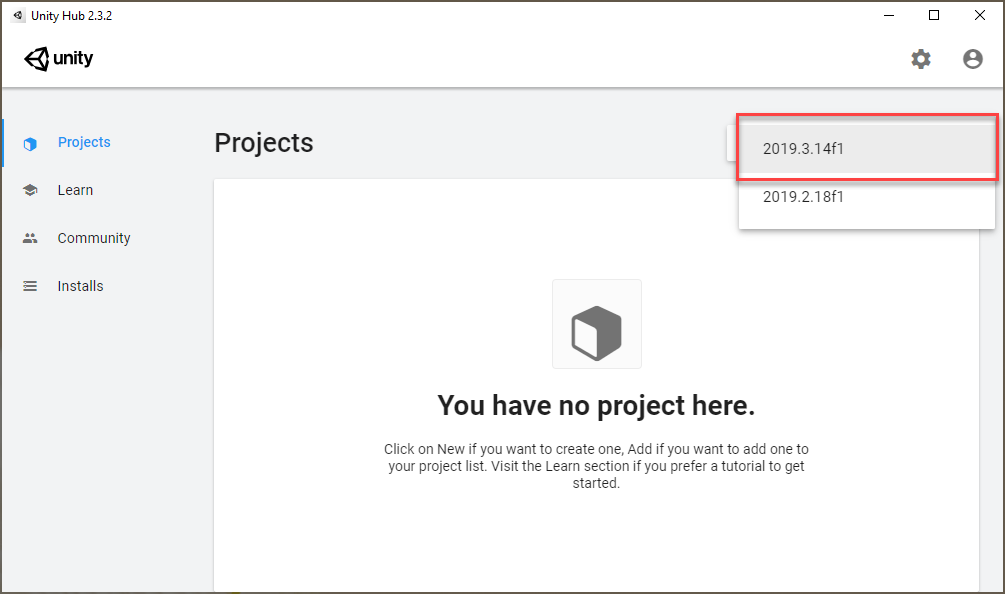 Unity Hub 2.3.2
unity
Projects
Learn
Community
Installs
Projects
2019.3.14f1
2019.2.18f1
You have no project here.
Click on New if you want to create one, Add if you want to add one to
your project list. Visit the Learn section if you prefer a tutorial to get
started.